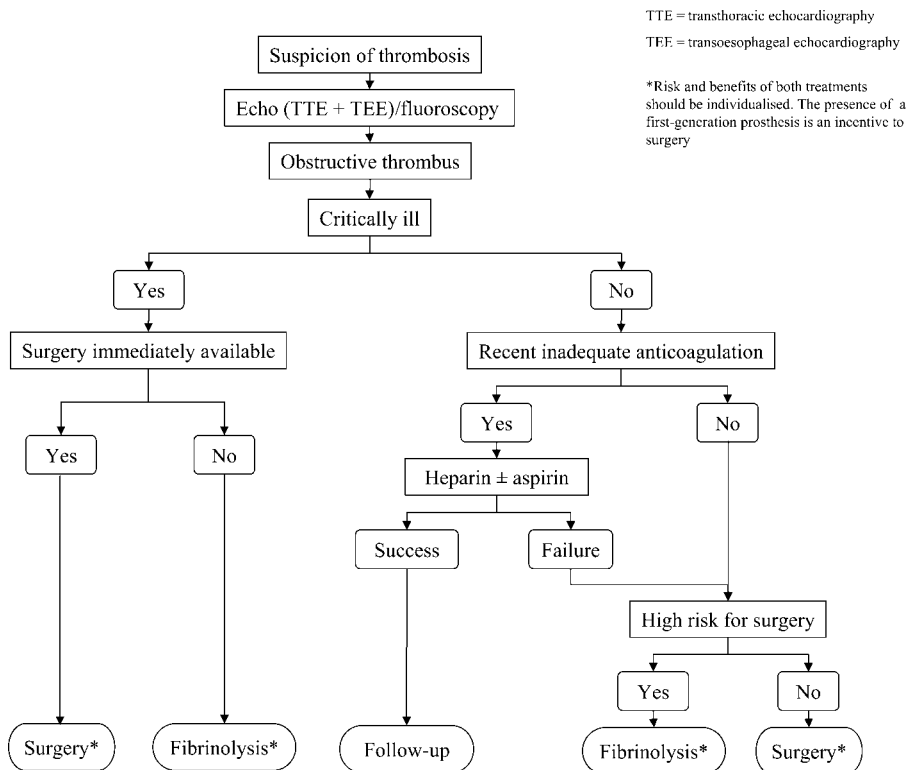 TTE = transthoracic echocardiography
TEE = transoesophageal echocardiography
*Risk and benefits of both treatments
should be individualised. The presence of a
first-generation prosthesis is an incentive to
surgery
Suspicion of thrombosis
Echo (TTE + TEE)/fluoroscopy
Obstructive thrombus
Critically ill
Yes
No
Surgery immediately available
Recent inadequate anticoagulation
Yes
No
Yes
No
Heparin ± aspirin
Success
Failure
High risk for surgery
Yes
No
Surgery*
Fibrinolysis*
Follow-up
Fibrinolysis*
Surgery*